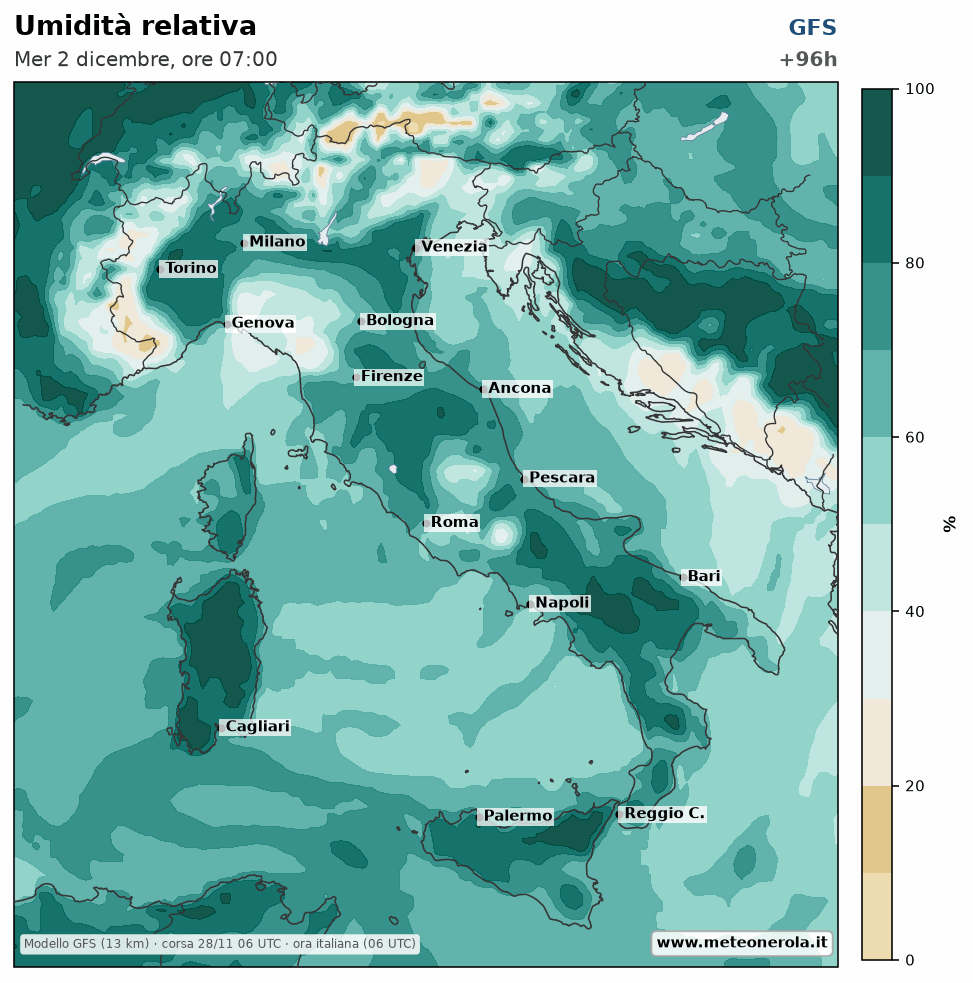 Umidità relativa
GFS
Mer 2 dicembre, ore 07:00
+96h
100
80
60
40
20
0
%
Milano
Venezia
Torino
Genova
Bologna
Firenze
Ancona
Pescara
Roma
Bari
Napoli
Cagliari
Palermo
Reggio C.
Modello GFS (13 km) · corsa 28/11 06 UTC · ora italiana (06 UTC)
www.meteonerola.it